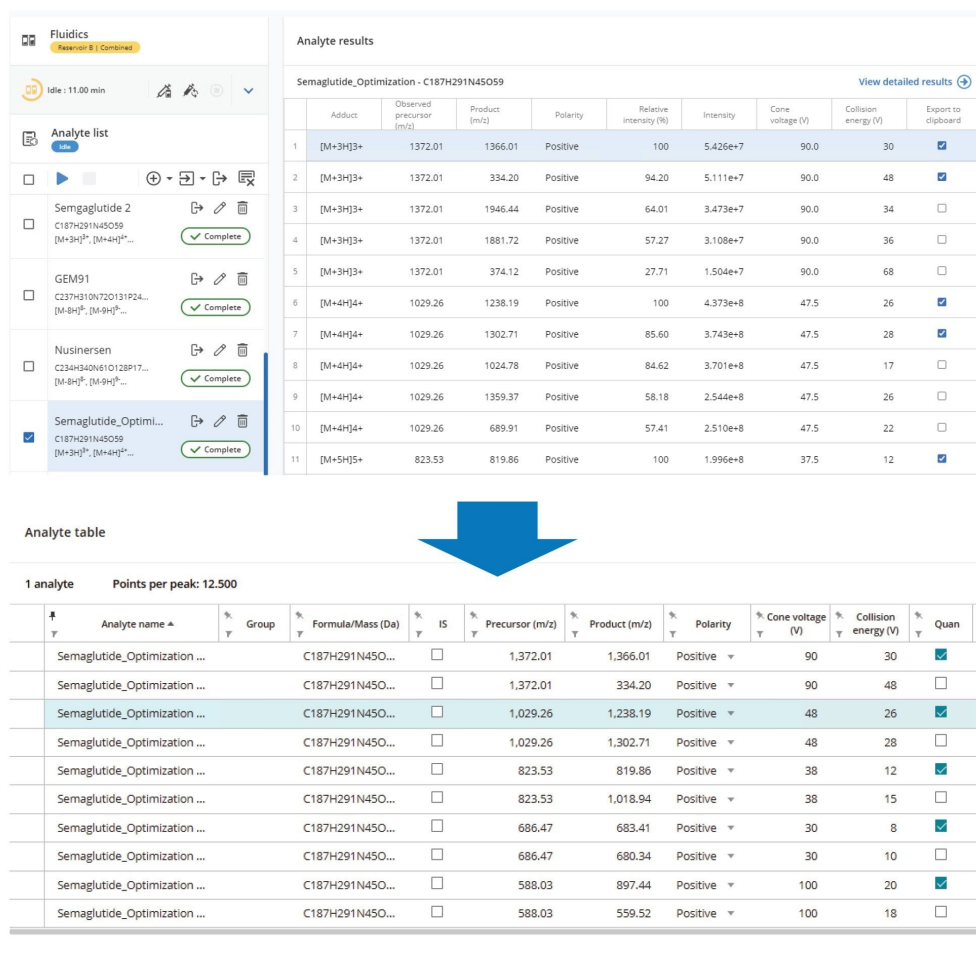 Fluidics
Reservoir B | Combined
Idle : 11.00 min
Analyte list
Idle
Semgaglutide 2
C187H291N45O59
[M+3H]³⁺, [M+4H]⁴⁺...
Complete
GEM91
C237H310N72O131P24...
[M-8H]⁸⁻, [M-9H]⁹⁻...
Complete
Nusinersen
C234H340N61O128P17...
[M-8H]⁸⁻, [M-9H]⁹⁻...
Complete
Semaglutide_Optimi...
C187H291N45O59
[M+3H]³⁺, [M+4H]⁴⁺...
Complete
Analyte results
Semaglutide_Optimization - C187H291N45O59 View detailed results
Adduct Observed precursor (m/z) Product (m/z) Polarity Relative intensity (%) Intensity Cone voltage (V) Collision energy (V) Export to clipboard
1 [M+3H]3+ 1372.01 1366.01 Positive 100 5.426e+7 90.0 30
2 [M+3H]3+ 1372.01 334.20 Positive 94.20 5.111e+7 90.0 48
3 [M+3H]3+ 1372.01 1946.44 Positive 64.01 3.473e+7 90.0 34
4 [M+3H]3+ 1372.01 1881.72 Positive 57.27 3.108e+7 90.0 36
5 [M+3H]3+ 1372.01 374.12 Positive 27.71 1.504e+7 90.0 68
6 [M+4H]4+ 1029.26 1238.19 Positive 100 4.373e+8 47.5 26
7 [M+4H]4+ 1029.26 1302.71 Positive 85.60 3.743e+8 47.5 28
8 [M+4H]4+ 1029.26 1024.78 Positive 84.62 3.701e+8 47.5 17
9 [M+4H]4+ 1029.26 1359.37 Positive 58.18 2.544e+8 47.5 26
10 [M+4H]4+ 1029.26 689.91 Positive 57.41 2.510e+8 47.5 22
11 [M+5H]5+ 823.53 819.86 Positive 100 1.996e+8 37.5 12
Analyte table
1 analyte Points per peak: 12.500
Analyte name Group Formula/Mass (Da) IS Precursor (m/z) Product (m/z) Polarity Cone voltage (V) Collision energy (V) Quan
Semaglutide_Optimization ... C187H291N45O... 1,372.01 1,366.01 Positive 90 30
Semaglutide_Optimization ... C187H291N45O... 1,372.01 334.20 Positive 90 48
Semaglutide_Optimization ... C187H291N45O... 1,029.26 1,238.19 Positive 48 26
Semaglutide_Optimization ... C187H291N45O... 1,029.26 1,302.71 Positive 48 28
Semaglutide_Optimization ... C187H291N45O... 823.53 819.86 Positive 38 12
Semaglutide_Optimization ... C187H291N45O... 823.53 1,018.94 Positive 38 15
Semaglutide_Optimization ... C187H291N45O... 686.47 683.41 Positive 30 8
Semaglutide_Optimization ... C187H291N45O... 686.47 680.34 Positive 30 10
Semaglutide_Optimization ... C187H291N45O... 588.03 897.44 Positive 100 20
Semaglutide_Optimization ... C187H291N45O... 588.03 559.52 Positive 100 18